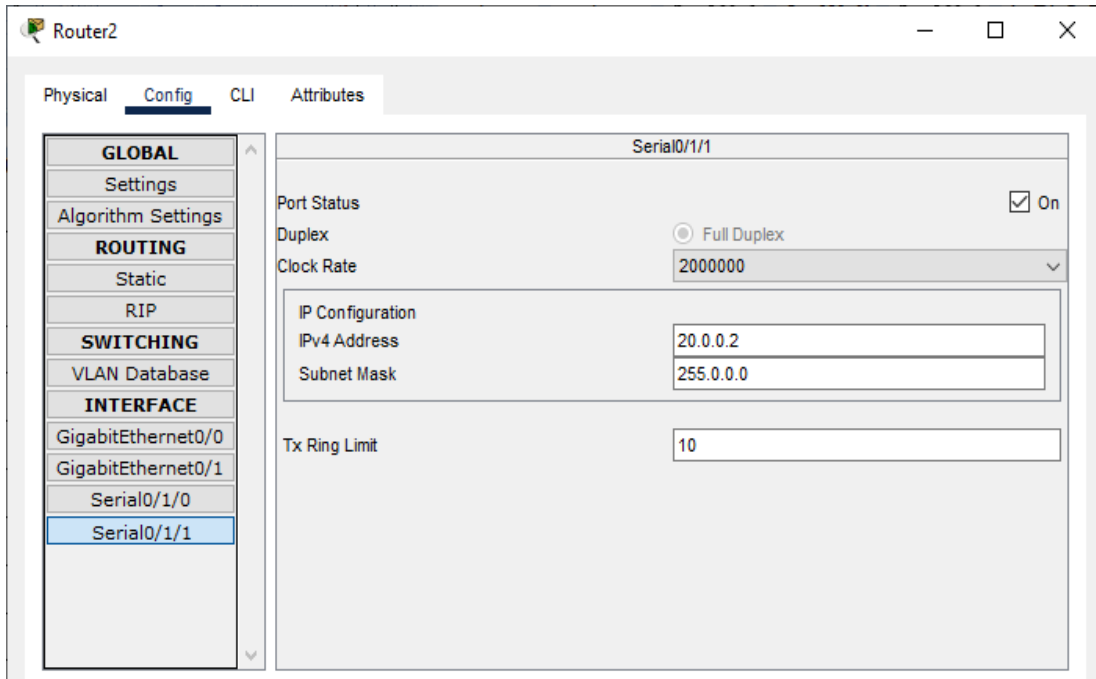 Router2
Physical Config CLI Attributes
GLOBAL
Settings
Algorithm Settings
ROUTING
Static
RIP
SWITCHING
VLAN Database
INTERFACE
GigabitEthernet0/0
GigabitEthernet0/1
Serial0/1/0
Serial0/1/1
Serial0/1/1
Port Status On
Duplex Full Duplex
Clock Rate 2000000
IP Configuration
IPv4 Address 20.0.0.2
Subnet Mask 255.0.0.0
Tx Ring Limit 10